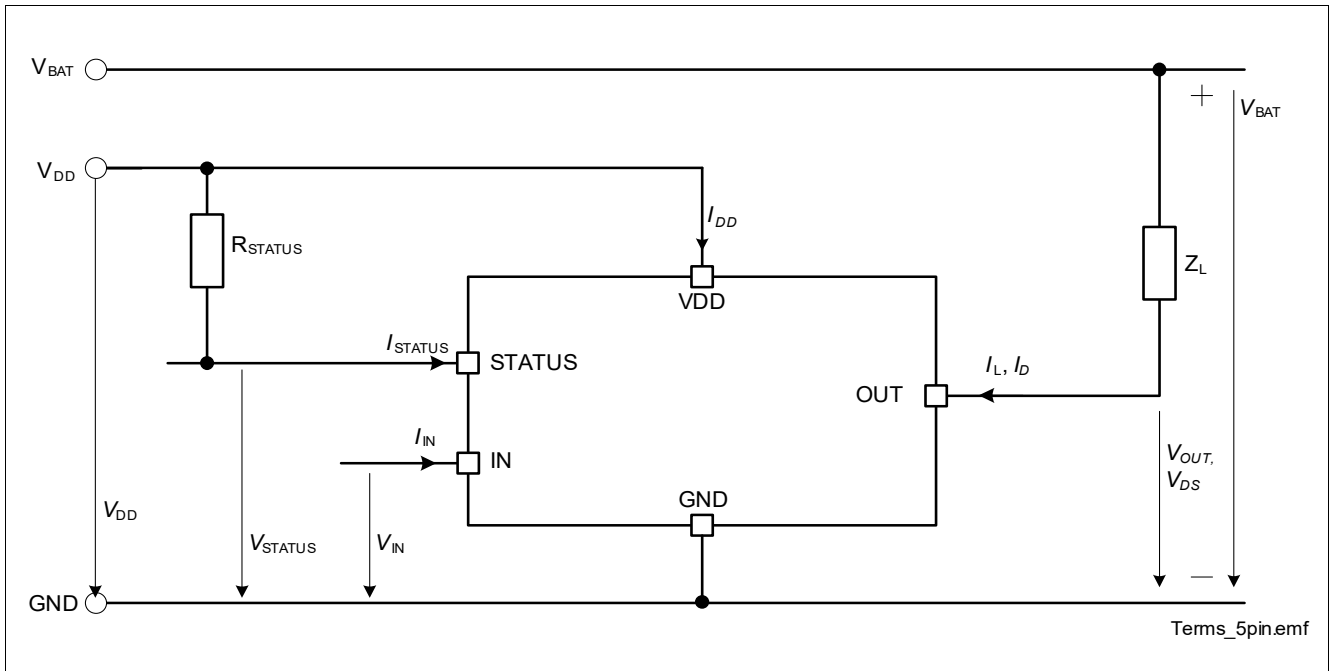 VBAT
+
VBAT
VDD
IDD
RSTATUS
ZL
VDD
ISTATUS
STATUS
OUT
IL, ID
IIN
IN
VOUT,
VDS
GND
VDD
VSTATUS
VIN
GND
—
Terms_5pin.emf